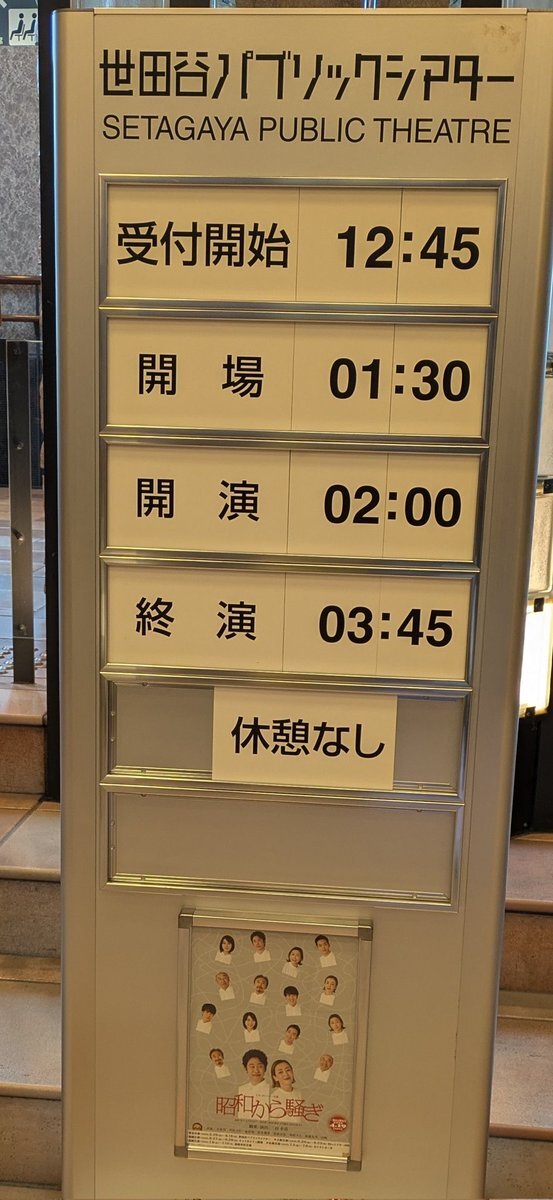 世田谷パブリックシアター
SETAGAYA PUBLIC THEATRE
受付開始 12:45
開 場 01:30
開 演 02:00
終 演 03:45
休憩なし
昭和から騒ぎ